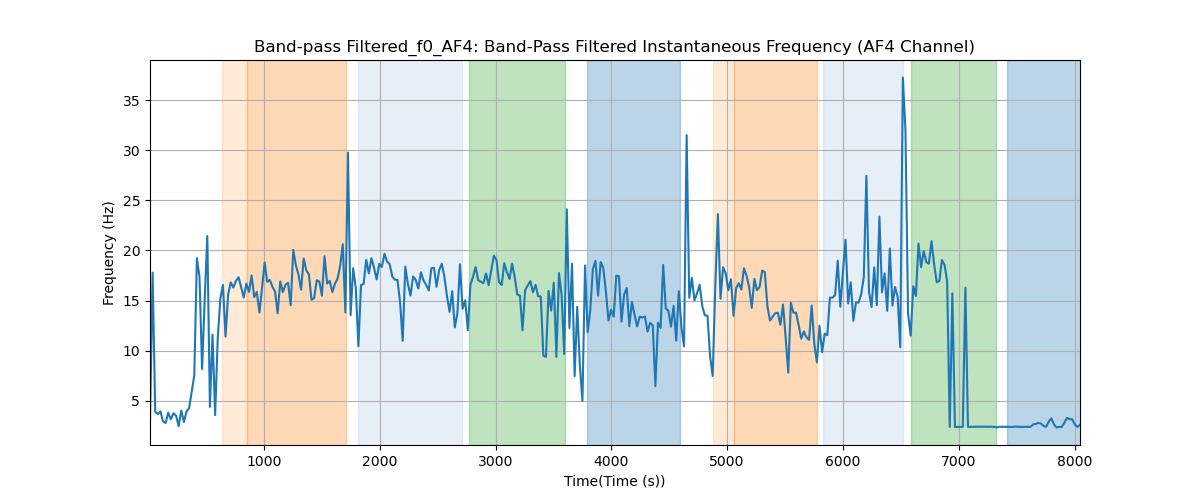 Band-pass Filtered_f0_AF4: Band-Pass Filtered Instantaneous Frequency (AF4 Channel)
Frequency (Hz)
35
30
25
20
15
10
5
1000 2000 3000 4000 5000 6000 7000 8000
Time(Time (s))